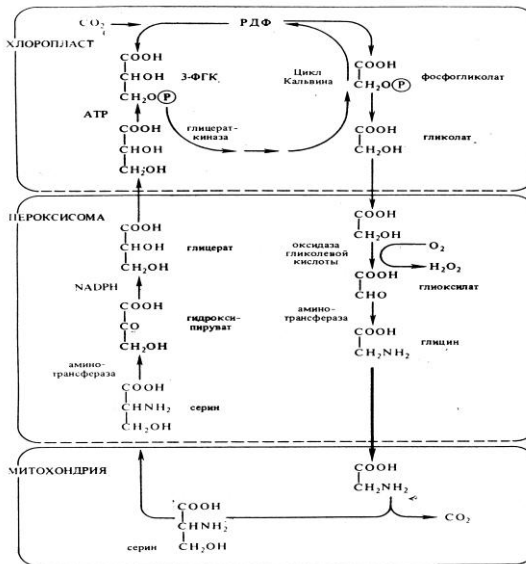 CO₂
РДФ
ХЛОРОПЛАСТ
COOH
CHOH
CH₂O(P)
3-ФГК
Цикл
Кальвина
COOH
CH₂O(P)
фосфогликолат
АТР
глицерат-
киназа
COOH
CHOH
CH₂OH
COOH
CH₂OH
гликолат
ПЕРОКСИСОМА
COOH
CHOH
CH₂OH
глицерат
COOH
CH₂OH
оксидаза
гликолевой
кислоты
O₂
H₂O₂
NADPH
COOH
CO
CH₂OH
гидрокси-
пируват
COOH
CHO
глиоксилат
амино-
трансфераза
COOH
CH₂NH₂
глицин
амино-
трансфераза
COOH
CHNH₂
CH₂OH
серин
МИТОХОНДРИЯ
COOH
CH₂NH₂
CO₂
COOH
CHNH₂
CH₂OH
серин